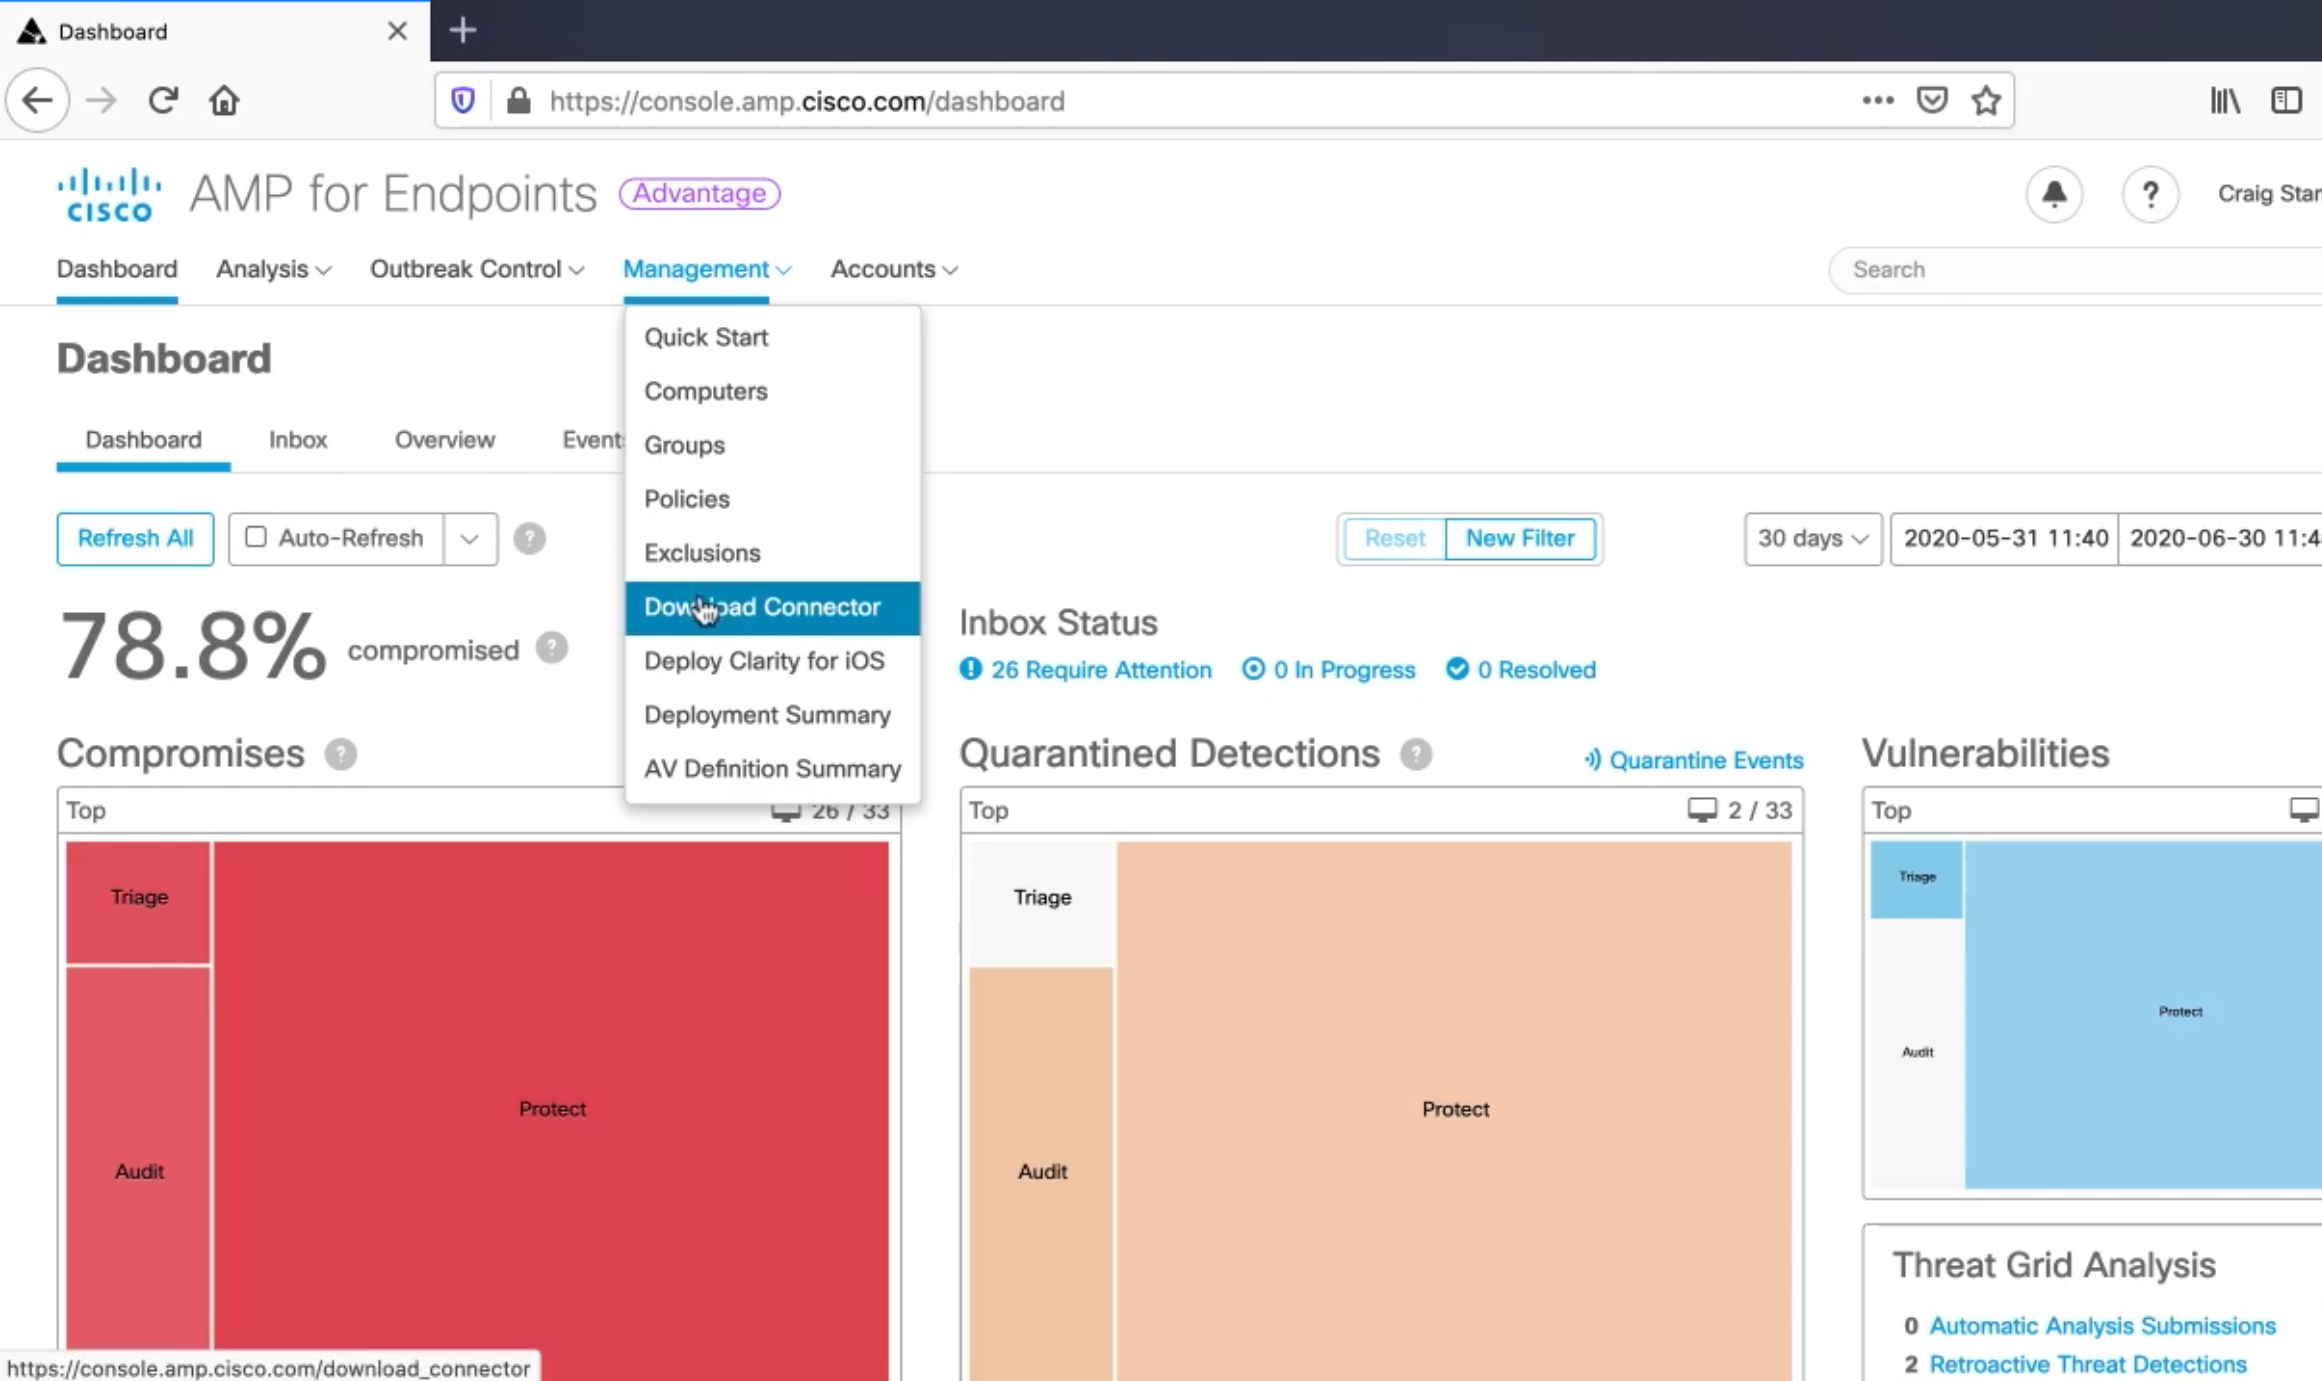 Dashboard
https://console.amp.cisco.com/dashboard
CISCO AMP for Endpoints Advantage
? Craig
Dashboard Analysis Outbreak Control Management Accounts
Search
Quick Start
Computers
Groups
Policies
Exclusions
Download Connector
Deploy Clarity for iOS
Deployment Summary
AV Definition Summary
Dashboard
Dashboard Inbox Overview
Refresh All Auto-Refresh ?
Reset New Filter
30 days 2020-05-31 11:40 2020-06-30
78.8% compromised ?
Inbox Status
26 Require Attention 0 In Progress 0 Resolved
Compromises ?
Top 26 / 33
Triage
Audit
Protect
Quarantined Detections ? Quarantine Events
Top 2 / 33
Triage
Audit
Protect
Vulnerabilities
Top
Triage
Audit
Protect
Threat Grid Analysis
0 Automatic Analysis Submissions
2 Retroactive Threat Detections
https://console.amp.cisco.com/download_connector